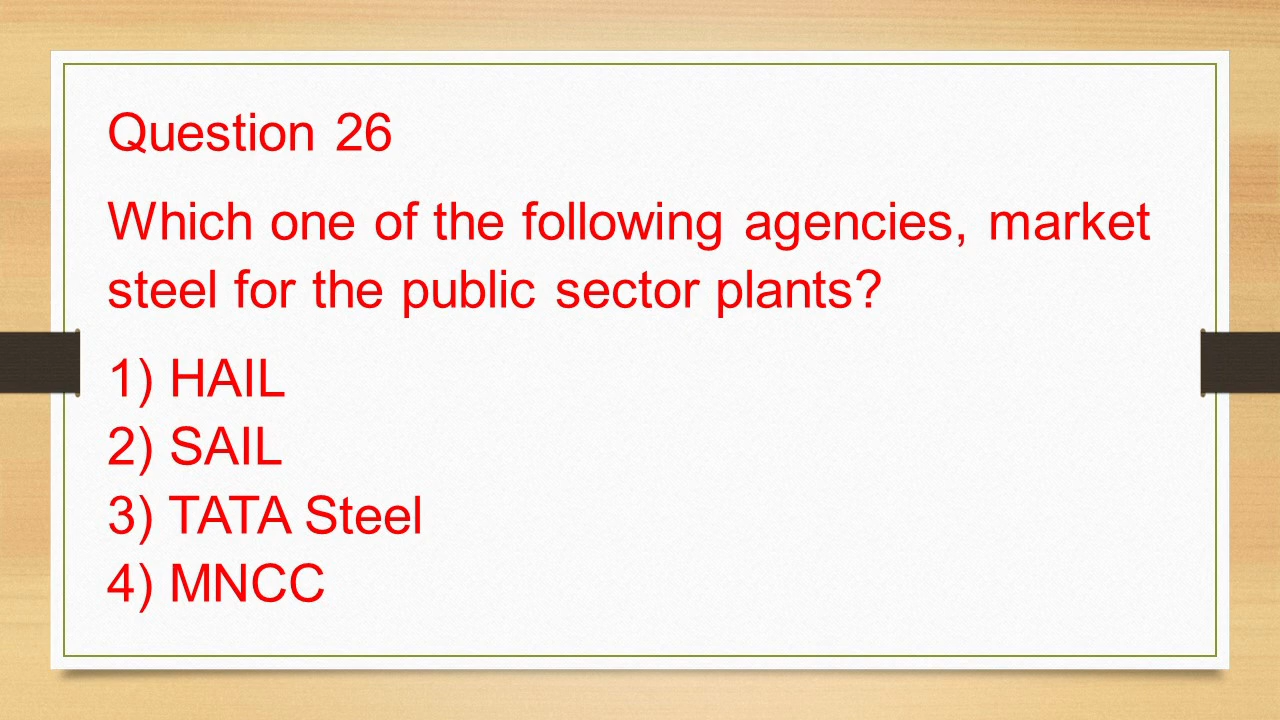 Question 26
Which one of the following agencies, market
steel for the public sector plants?
1) HAIL
2) SAIL
3) TATA Steel
4) MNCC